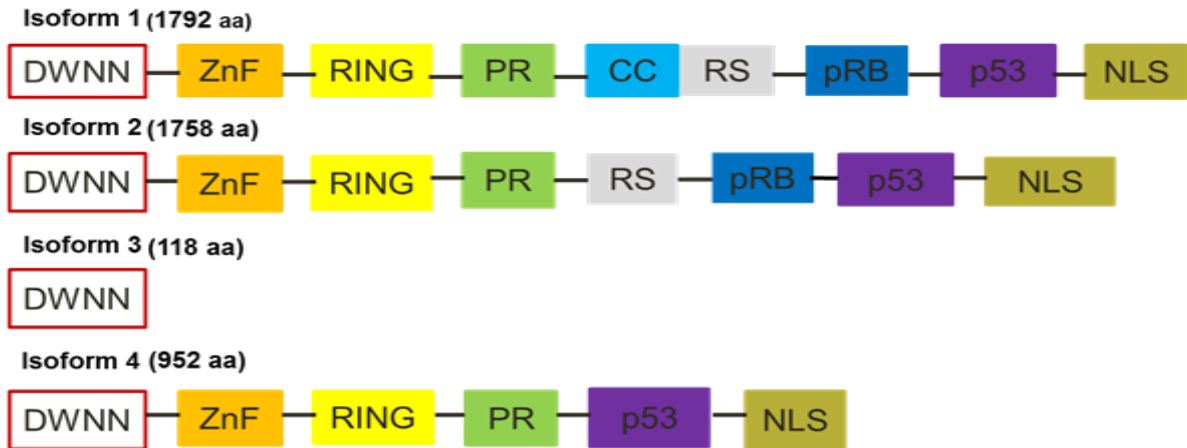 Isoform 1 (1792 aa)
DWNN ZnF RING PR CC RS pRB p53 NLS
Isoform 2 (1758 aa)
DWNN ZnF RING PR RS pRB p53 NLS
Isoform 3 (118 aa)
DWNN
Isoform 4 (952 aa)
DWNN ZnF RING PR p53 NLS